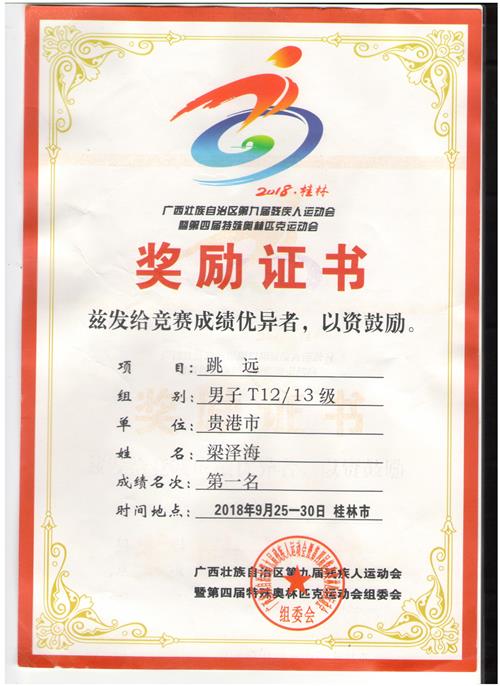 2018·桂林
广西壮族自治区第九届残疾人运动会
暨第四届特殊奥林匹克运动会
奖励证书
兹发给竞赛成绩优异者，以资鼓励。
项 目：跳 远
组 别：男子T12/13级
单 位：贵港市
姓 名：梁泽海
成绩名次：第一名
时间地点：2018年9月25—30日 桂林市
广西壮族自治区第九届残疾人运动会
暨第四届特殊奥林匹克运动会组委会
组委会